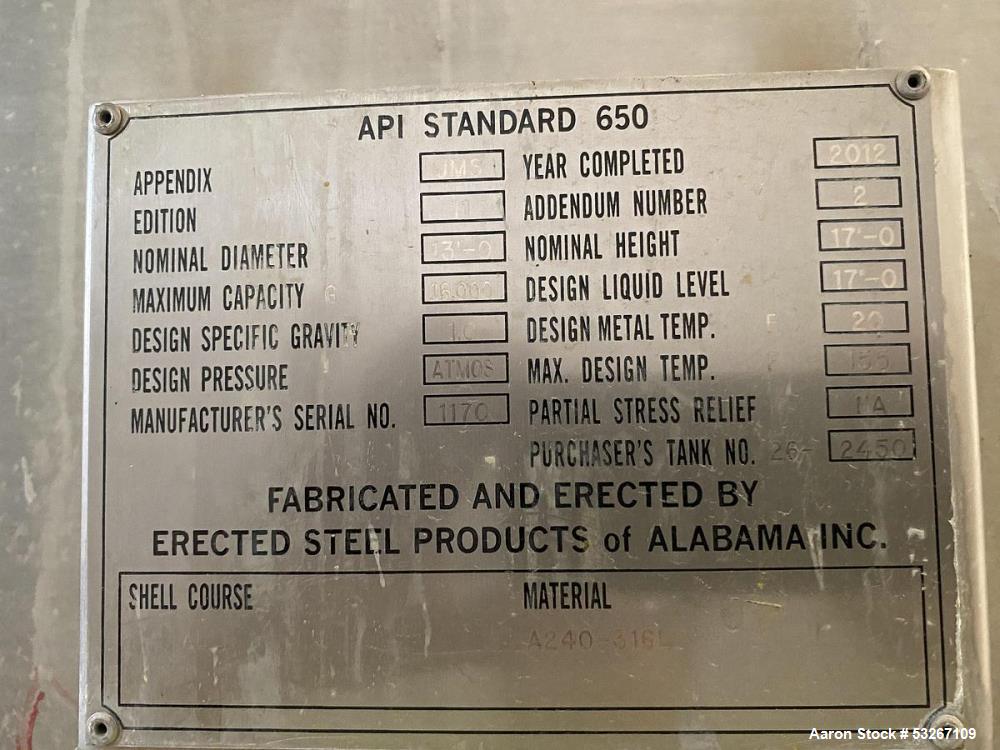 API STANDARD 650
APPENDIX JMS YEAR COMPLETED 2012
EDITION 11 ADDENDUM NUMBER 2
NOMINAL DIAMETER 13'-0 NOMINAL HEIGHT 17'-0
MAXIMUM CAPACITY G 16,000 DESIGN LIQUID LEVEL 17'-0
DESIGN SPECIFIC GRAVITY 1.0 DESIGN METAL TEMP. F 20
DESIGN PRESSURE ATMOS MAX. DESIGN TEMP. F 155
MANUFACTURER'S SERIAL NO. 1170 PARTIAL STRESS RELIEF
PURCHASER'S TANK NO. 26- 2450
FABRICATED AND ERECTED BY
ERECTED STEEL PRODUCTS of ALABAMA INC.
SHELL COURSE MATERIAL
A240-316L
Aaron Stock # 53267109